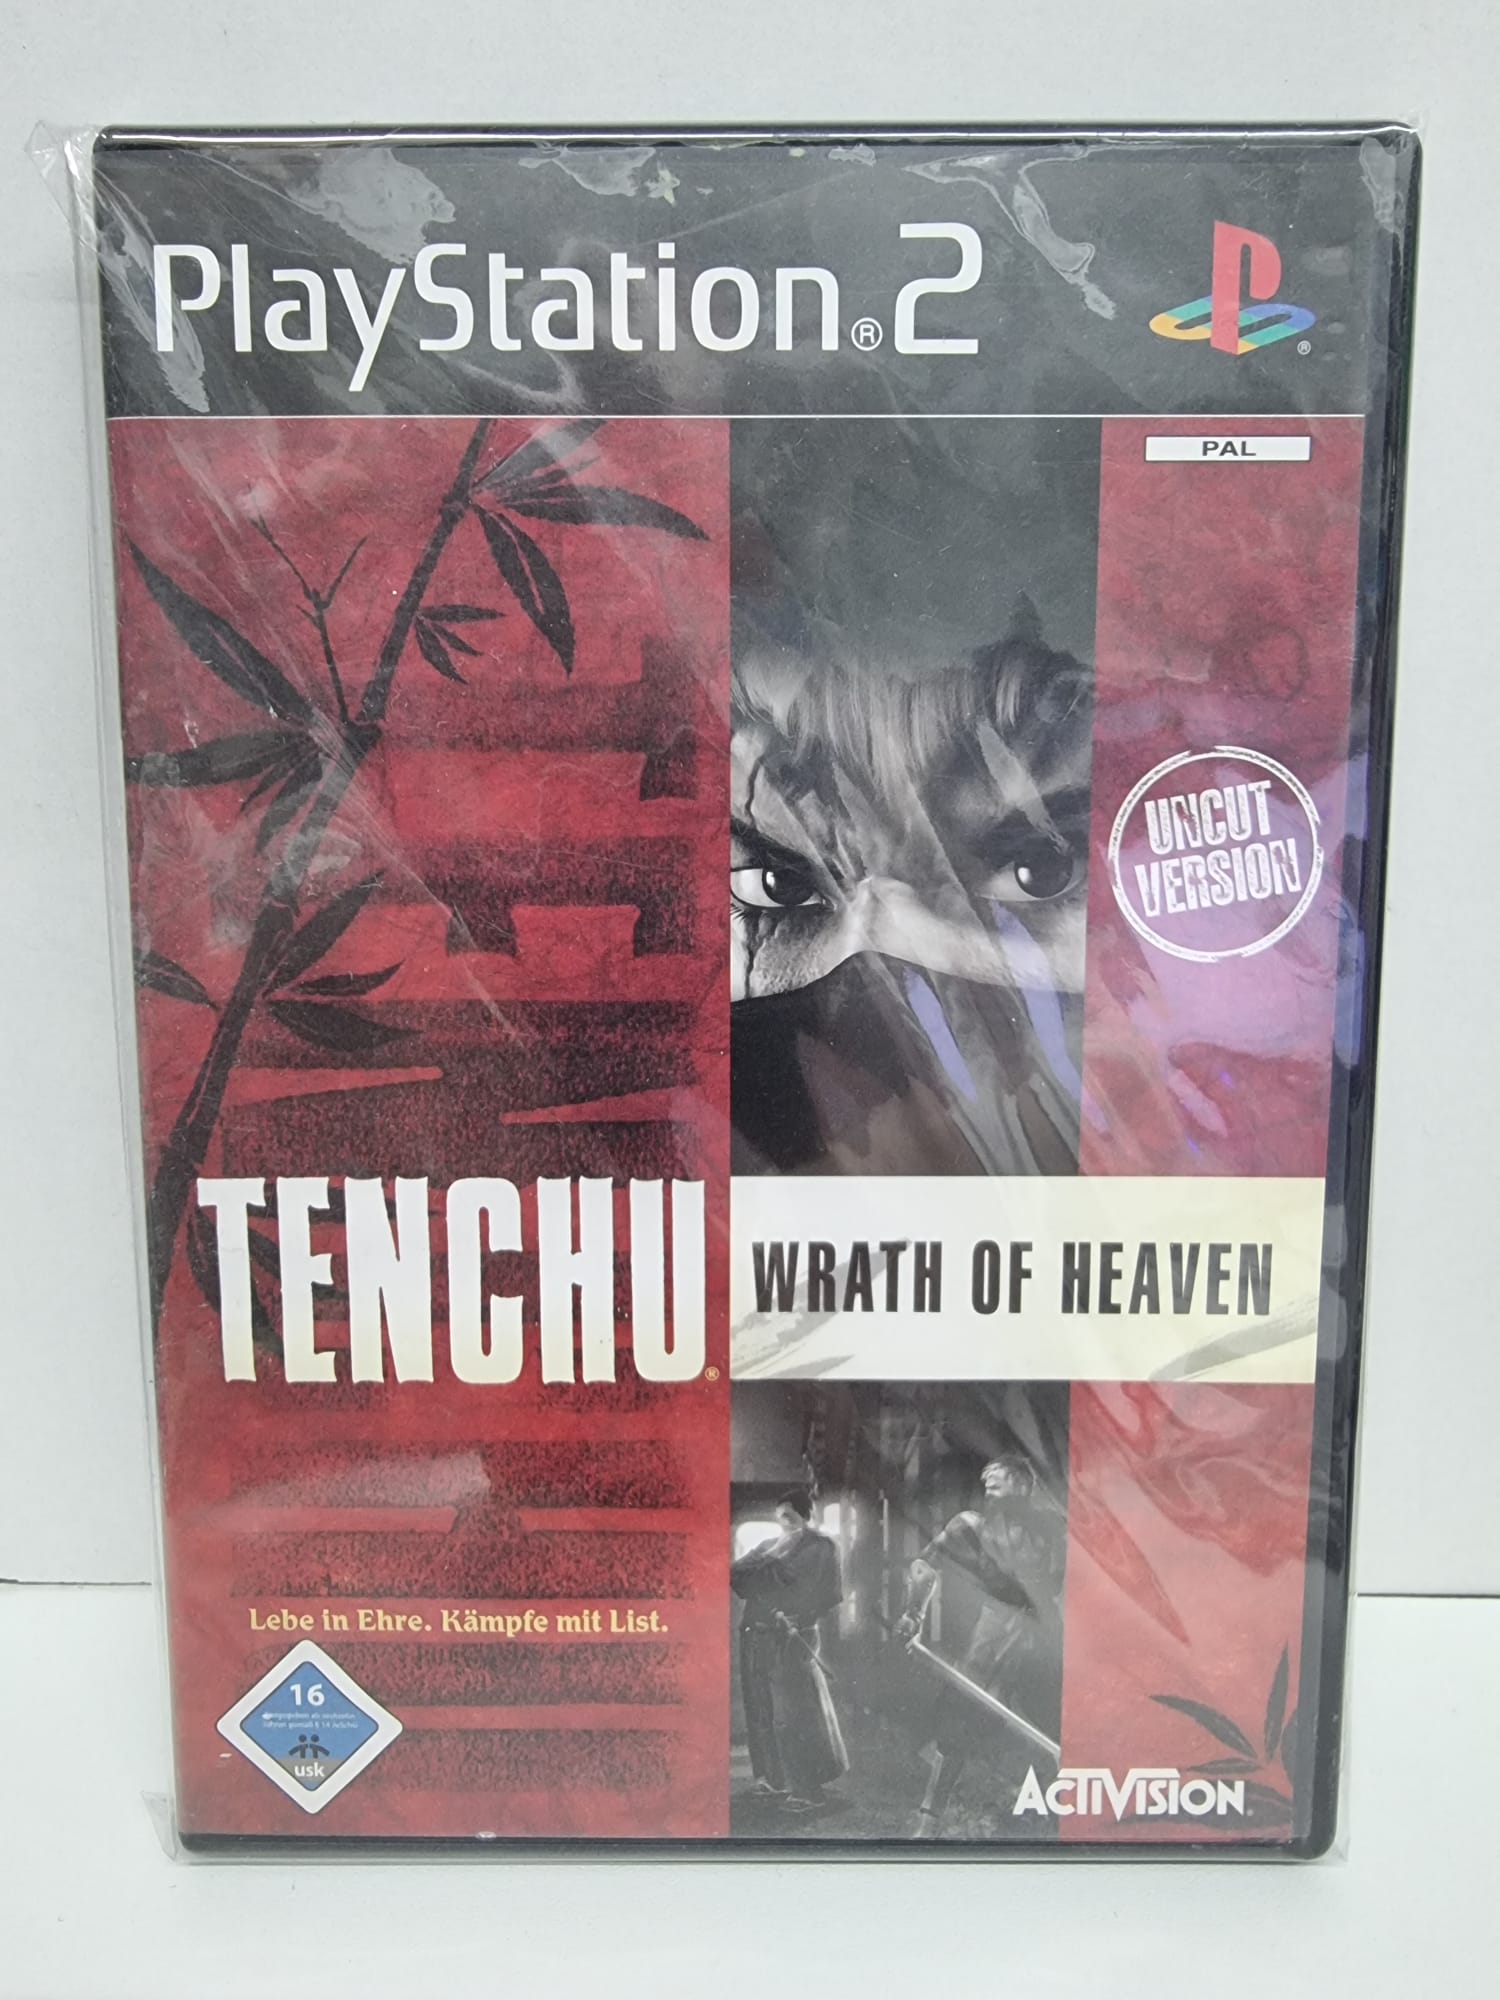 PlayStation®2
®
PAL
UNCUT
VERSION
TENCHU®
WRATH OF HEAVEN
Lebe in Ehre. Kämpfe mit List.
16
usk
ACTIVISION